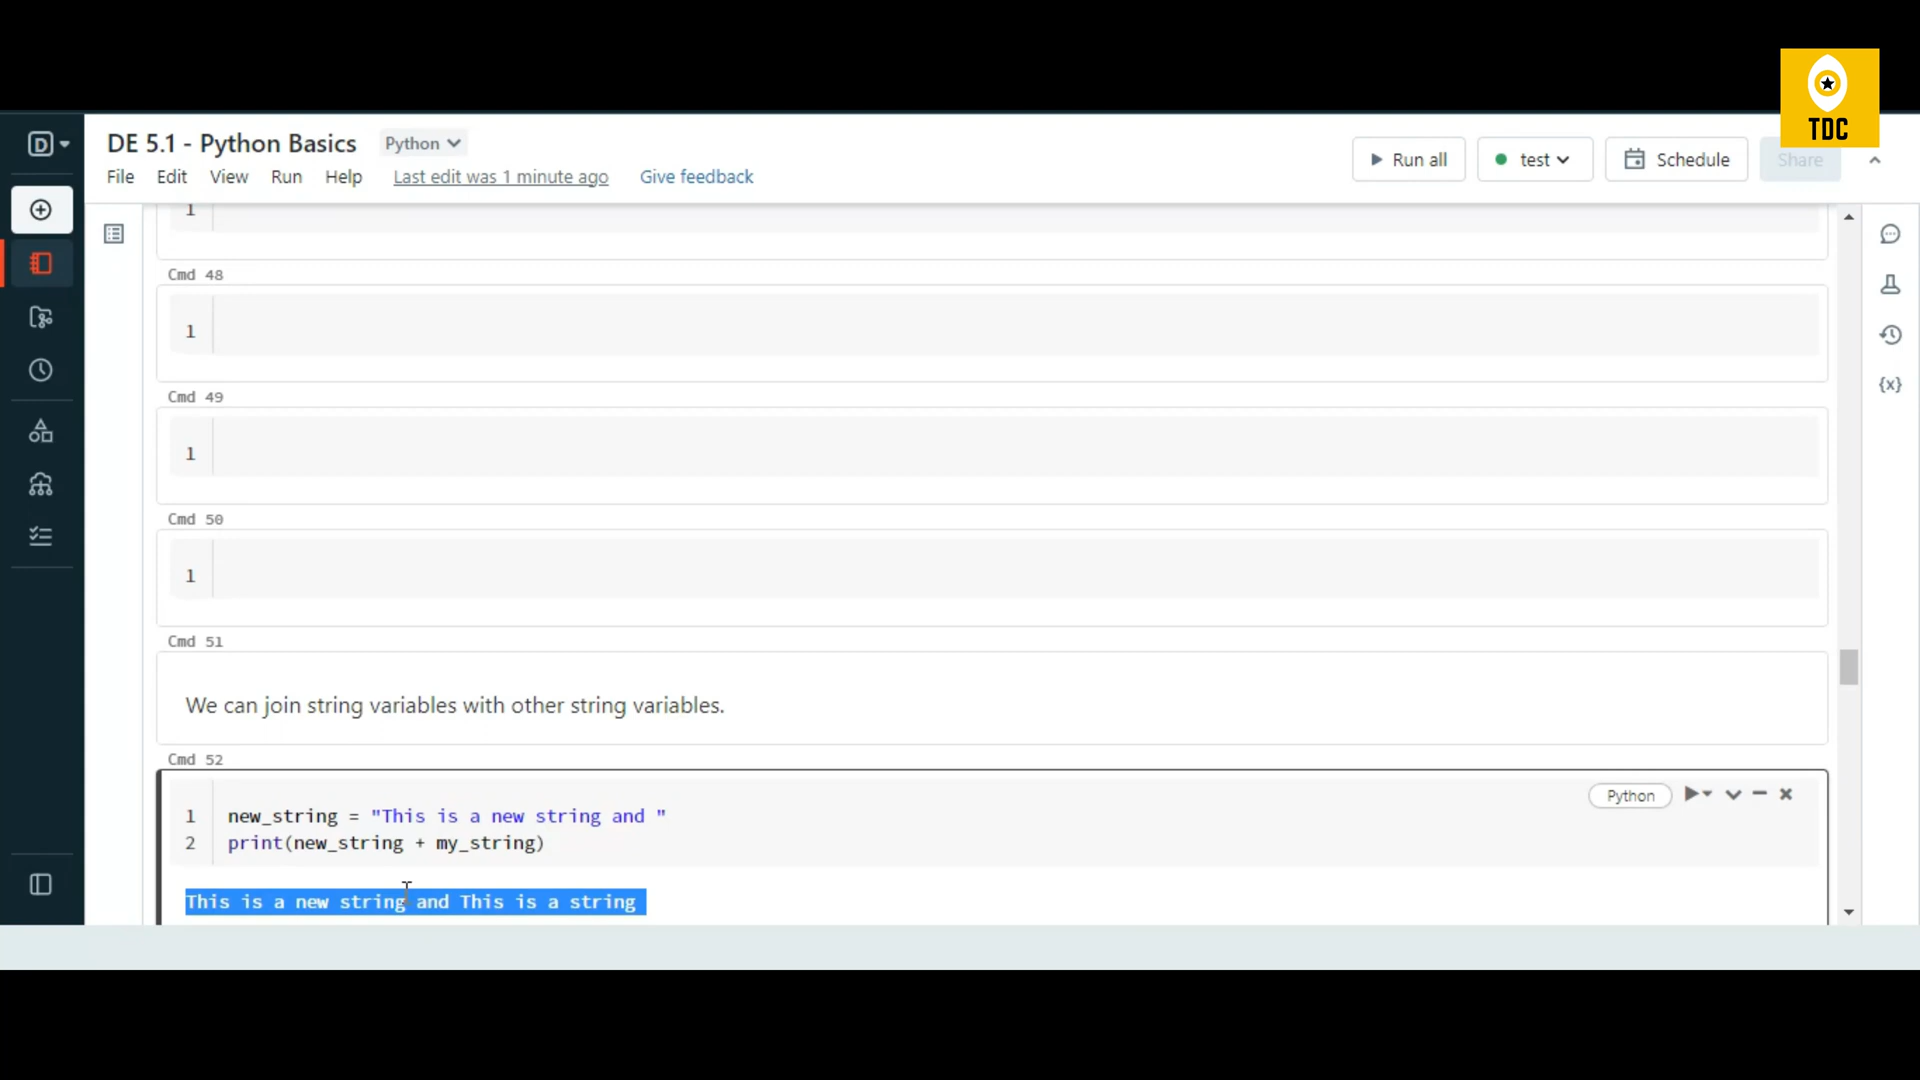 TDC
DE 5.1 - Python Basics Python
File Edit View Run Help Last edit was 1 minute ago Give feedback
Run all test Schedule Share
1
Cmd 48
1
Cmd 49
1
Cmd 50
1
Cmd 51
We can join string variables with other string variables.
Cmd 52
Python
1 new_string = "This is a new string and "
2 print(new_string + my_string)
This is a new string and This is a string
{x}